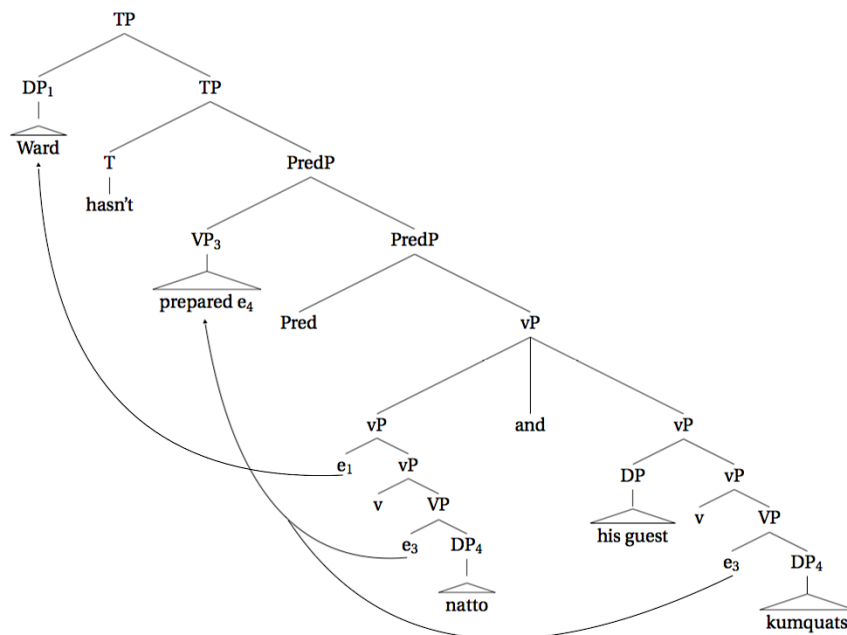 TP
DP₁ TP
Ward T PredP
hasn't
VP₃ PredP
prepared e₄ Pred vP
vP and vP
e₁ vP DP vP
v VP his guest v VP
e₃ DP₄ e₃ DP₄
natto kumquats